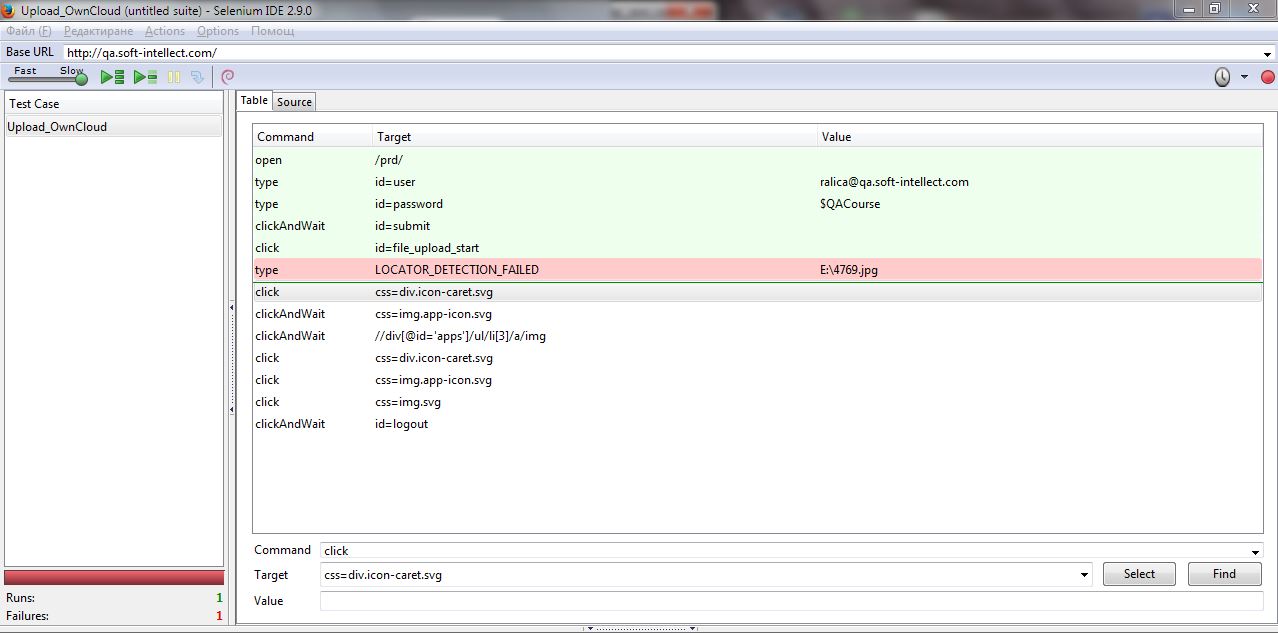 Upload_OwnCloud (untitled suite) - Selenium IDE 2.9.0
Файл (F) Редактиране Actions Options Помощ
Base URL http://qa.soft-intellect.com/
Fast Slow
Test Case
Upload_OwnCloud
Table Source
Command Target Value
open /prd/
type id=user ralica@qa.soft-intellect.com
type id=password $QACourse
clickAndWait id=submit
click id=file_upload_start
type LOCATOR_DETECTION_FAILED E:\4769.jpg
click css=div.icon-caret.svg
clickAndWait css=img.app-icon.svg
clickAndWait //div[@id='apps']/ul/li[3]/a/img
click css=div.icon-caret.svg
click css=img.app-icon.svg
click css=img.svg
clickAndWait id=logout
Command click
Target css=div.icon-caret.svg Select Find
Value
Runs: 1
Failures: 1